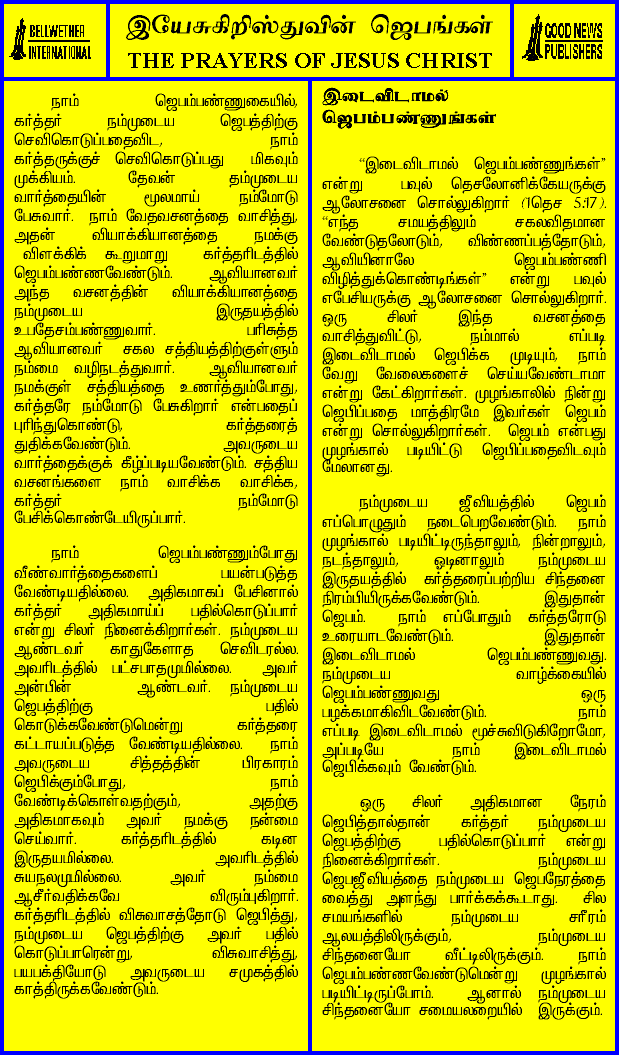 BELLWETHER
INTERNATIONAL
இயேசுகிறிஸ்துவின் ஜெபங்கள்
THE PRAYERS OF JESUS CHRIST
GOOD NEWS
PUBLISHERS
நாம் ஜெபம்பண்ணுகையில்,
கர்த்தர் நம்முடைய ஜெபத்திற்கு
செவிகொடுப்பதைவிட, நாம்
கர்த்தருக்குச் செவிகொடுப்பது மிகவும்
முக்கியம். தேவன் தம்முடைய
வார்த்தையின் மூலமாய் நம்மோடு
பேசுவார். நாம் வேதவசனத்தை வாசித்து,
அதன் வியாக்கியானத்தை நமக்கு
விளக்கிக் கூறுமாறு கர்த்தரிடத்தில்
ஜெபம்பண்ணவேண்டும். ஆவியானவர்
அந்த வசனத்தின் வியாக்கியானத்தை
நம்முடைய இருதயத்தில்
உபதேசம்பண்ணுவார். பரிசுத்த
ஆவியானவர் சகல சத்தியத்திற்குள்ளும்
நம்மை வழிநடத்துவார். ஆவியானவர்
நமக்குள் சத்தியத்தை உணர்த்தும்போது,
கர்த்தரே நம்மோடு பேசுகிறார் என்பதைப்
புரிந்துகொண்டு, கர்த்தரைத்
துதிக்கவேண்டும். அவருடைய
வார்த்தைக்குக் கீழ்ப்படியவேண்டும். சத்திய
வசனங்களை நாம் வாசிக்க வாசிக்க,
கர்த்தர் நம்மோடு
பேசிக்கொண்டேயிருப்பார்.
நாம் ஜெபம்பண்ணும்போது
வீண்வார்த்தைகளைப் பயன்படுத்த
வேண்டியதில்லை. அதிகமாகப் பேசினால்
கர்த்தர் அதிகமாய்ப் பதில்கொடுப்பார்
என்று சிலர் நினைக்கிறார்கள். நம்முடைய
ஆண்டவர் காதுகேளாத செவிடரல்ல.
அவரிடத்தில் பட்சபாதமுமில்லை. அவர்
அன்பின் ஆண்டவர். நம்முடைய
ஜெபத்திற்கு பதில்
கொடுக்கவேண்டுமென்று கர்த்தரை
கட்டாயப்படுத்த வேண்டியதில்லை. நாம்
அவருடைய சித்தத்தின் பிரகாரம்
ஜெபிக்கும்போது, நாம்
வேண்டிக்கொள்வதற்கும், அதற்கு
அதிகமாகவும் அவர் நமக்கு நன்மை
செய்வார். கர்த்தரிடத்தில் கடின
இருதயமில்லை. அவரிடத்தில்
சுயநலமுமில்லை. அவர் நம்மை
ஆசீர்வதிக்கவே விரும்புகிறார்.
கர்த்தரிடத்தில் விசுவாசத்தோடு ஜெபித்து,
நம்முடைய ஜெபத்திற்கு அவர் பதில்
கொடுப்பாரென்று, விசுவாசித்து,
பயபக்தியோடு அவருடைய சமுகத்தில்
காத்திருக்கவேண்டும்.
இடைவிடாமல்
ஜெபம்பண்ணுங்கள்
“இடைவிடாமல் ஜெபம்பண்ணுங்கள்”
என்று பவுல் தெசலோனிக்கேயருக்கு
ஆலோசனை சொல்லுகிறார் (1தெச 5:17).
“எந்த சமயத்திலும் சகலவிதமான
வேண்டுதலோடும், விண்ணப்பத்தோடும்,
ஆவியினாலே ஜெபம்பண்ணி
விழித்துக்கொண்டிங்கள்” என்று பவுல்
எபேசியருக்கு ஆலோசனை சொல்லுகிறார்.
ஒரு சிலர் இந்த வசனத்தை
வாசித்துவிட்டு, நம்மால் எப்படி
இடைவிடாமல் ஜெபிக்க முடியும், நாம்
வேறு வேலைகளைச் செய்யவேண்டாமா
என்று கேட்கிறார்கள். முழங்காலில் நின்று
ஜெபிப்பதை மாத்திரமே இவர்கள் ஜெபம்
என்று சொல்லுகிறார்கள். ஜெபம் என்பது
முழங்கால் படியிட்டு ஜெபிப்பதைவிடவும்
மேலானது.
நம்முடைய ஜீவியத்தில் ஜெபம்
எப்பொழுதும் நடைபெறவேண்டும். நாம்
முழங்கால் படியிட்டிருந்தாலும், நின்றாலும்,
நடந்தாலும், ஓடினாலும் நம்முடைய
இருதயத்தில் கர்த்தரைப்பற்றிய சிந்தனை
நிரம்பியிருக்கவேண்டும். இதுதான்
ஜெபம். நாம் எப்போதும் கர்த்தரோடு
உரையாடவேண்டும். இதுதான்
இடைவிடாமல் ஜெபம்பண்ணுவது.
நம்முடைய வாழ்க்கையில்
ஜெபம்பண்ணுவது ஒரு
பழக்கமாகிவிடவேண்டும். நாம்
எப்படி இடைவிடாமல் மூச்சுவிடுகிறோமோ,
அப்படியே நாம் இடைவிடாமல்
ஜெபிக்கவும் வேண்டும்.
ஒரு சிலர் அதிகமான நேரம்
ஜெபித்தால்தான் கர்த்தர் நம்முடைய
ஜெபத்திற்கு பதில்கொடுப்பார் என்று
நினைக்கிறார்கள். நம்முடைய
ஜெபஜீவியத்தை நம்முடைய ஜெபநேரத்தை
வைத்து அளந்து பார்க்கக்கூடாது. சில
சமயங்களில் நம்முடைய சரீரம்
ஆலயத்திலிருக்கும், நம்முடைய
சிந்தனையோ வீட்டிலிருக்கும். நாம்
ஜெபம்பண்ணவேண்டுமென்று முழங்கால்
படியிட்டிருப்போம். ஆனால் நம்முடைய
சிந்தனையோ சமையலறையில் இருக்கும்.